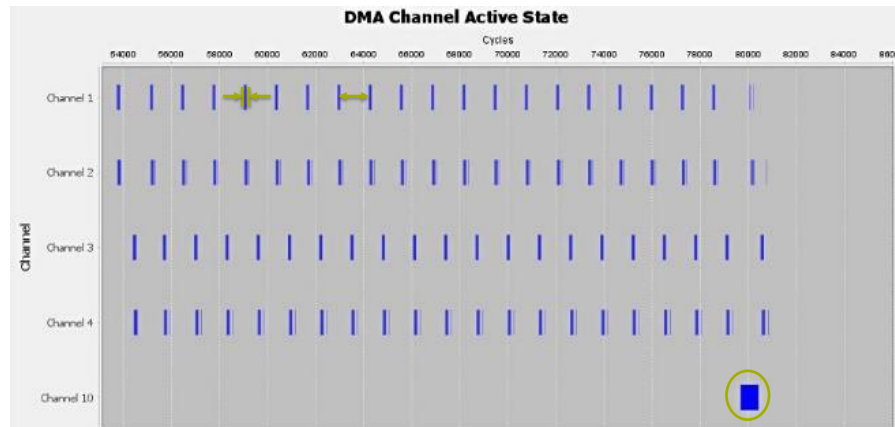 DMA Channel Active State
Cycles
54000 56000 58000 60000 62000 64000 66000 68000 70000 72000 74000 76000 78000 80000 82000 84000 860
Channel 1
Channel 2
Channel
Channel 3
Channel 4
Channel 10